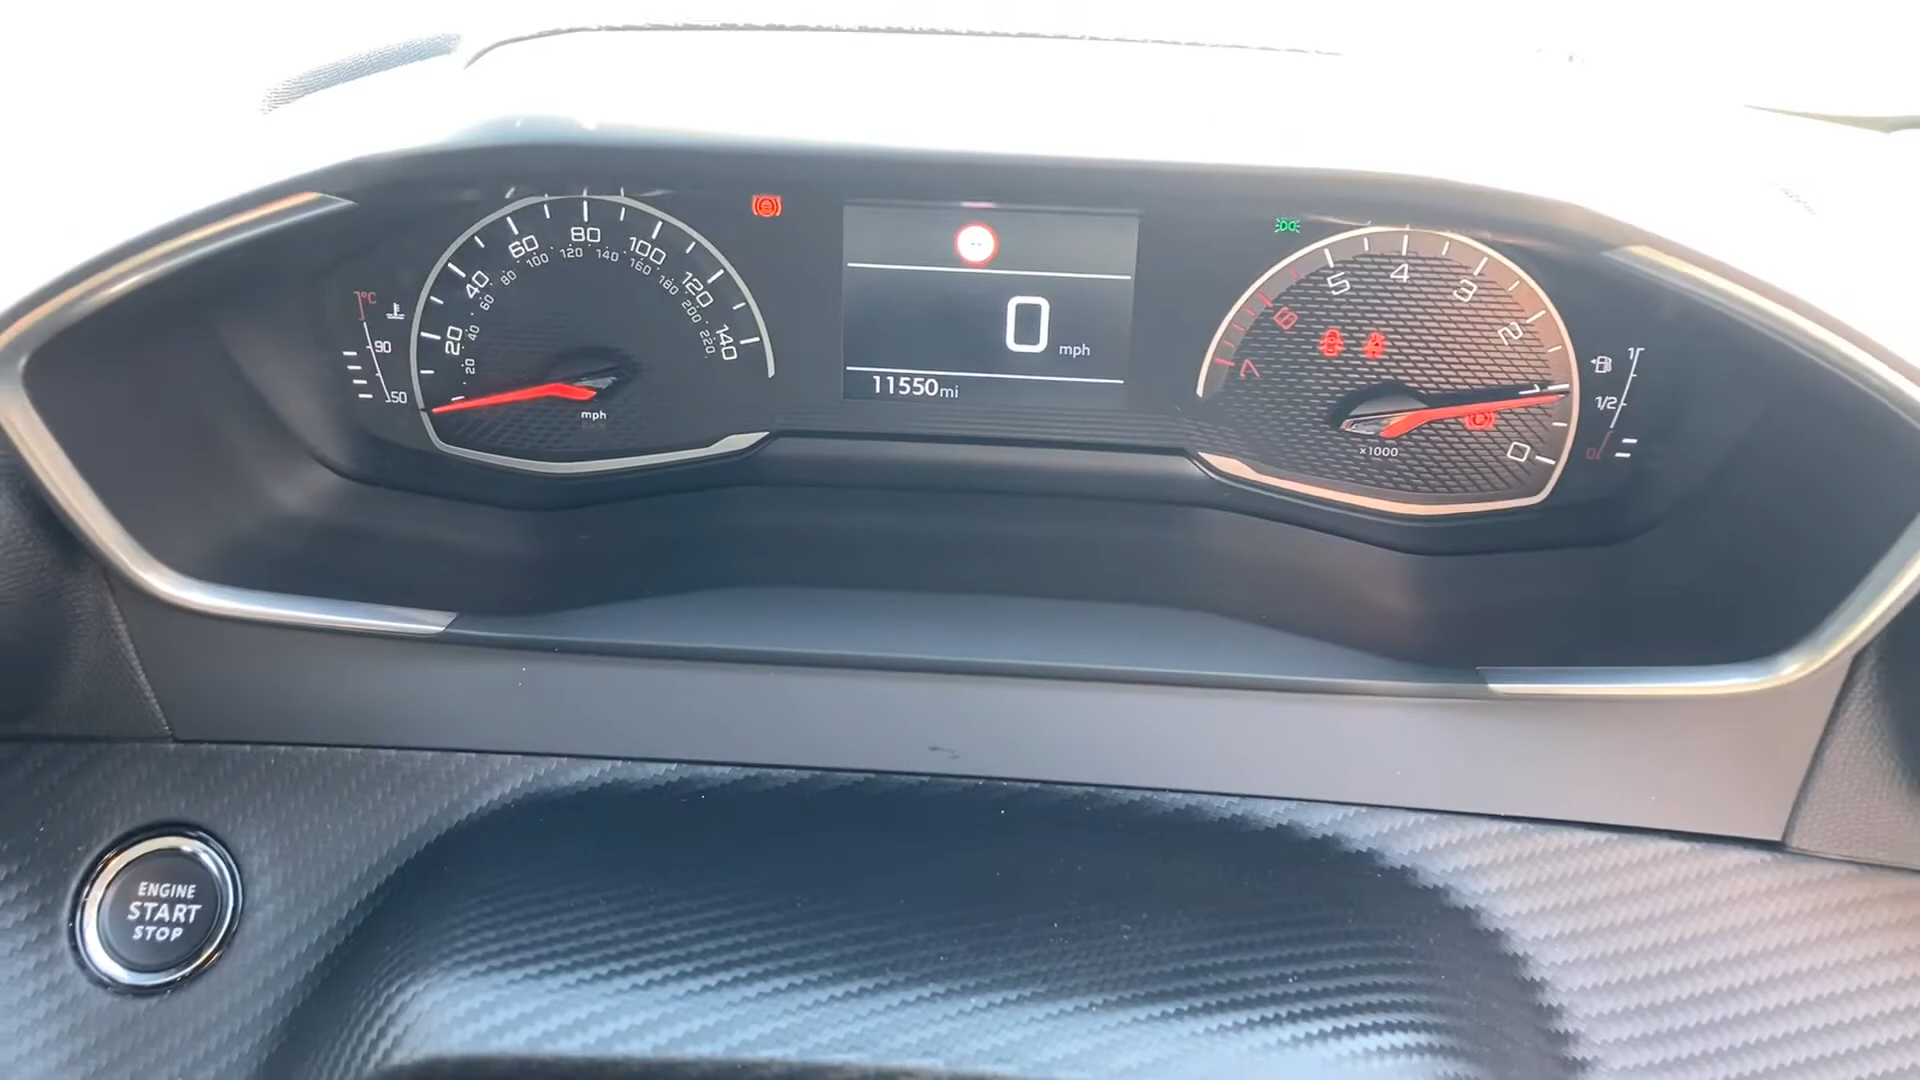 20 40 60 80 100 120 140
20 40 60 80 100 120 140 160 180 200 220
mph
°C
90
50
0 mph
11550 mi
7 6 5 4 3 2 1 0
x1000
1
1/2
0
ENGINE
START
STOP